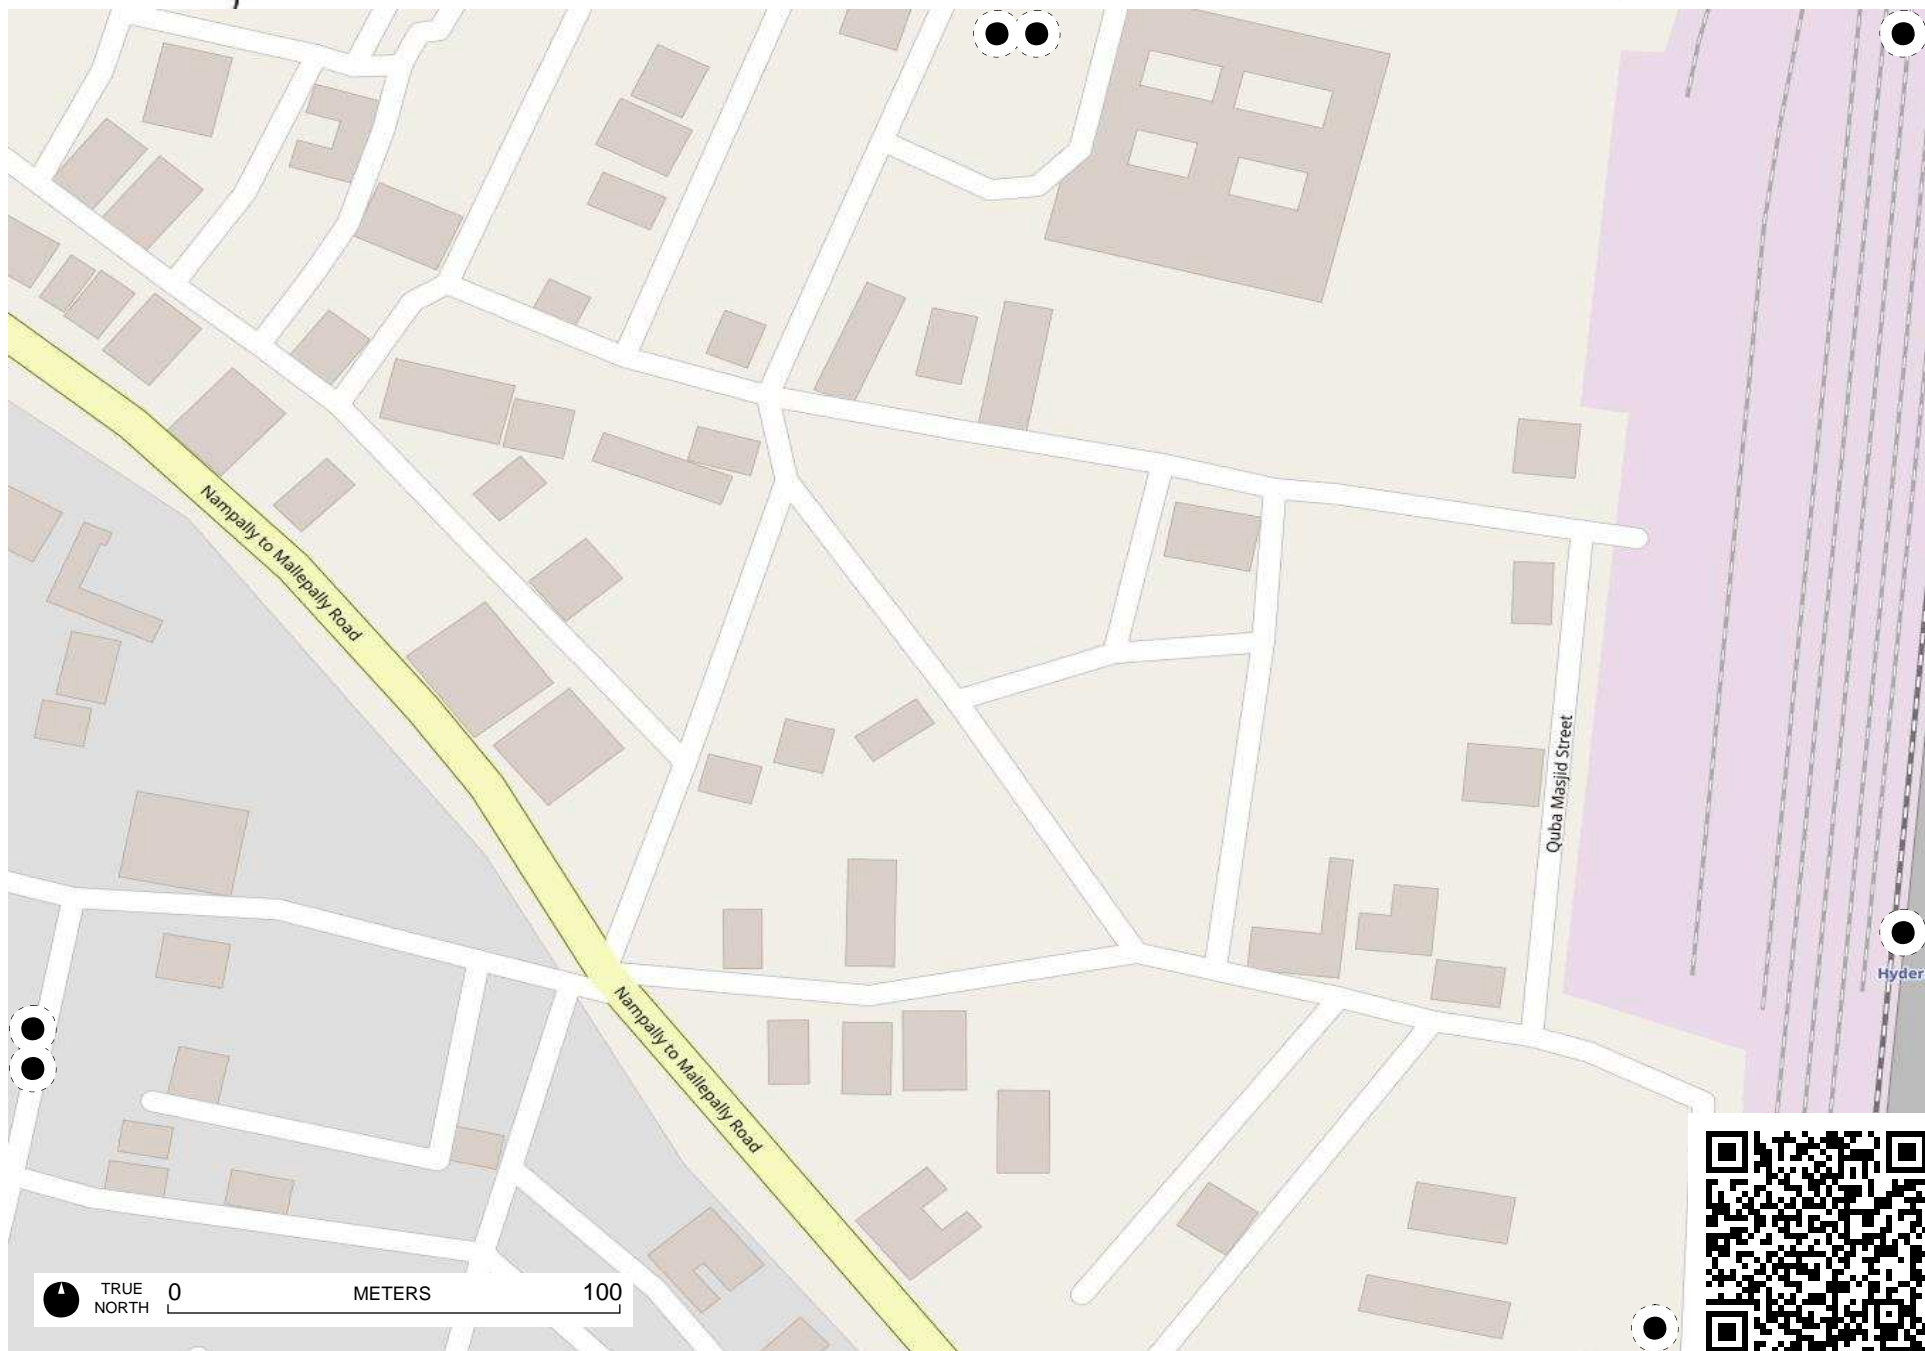 Nampally to Mallepally Road
Quba Masjid Street
Hyder
Nampally to Mallepally Road
TRUE NORTH
0 METERS 100